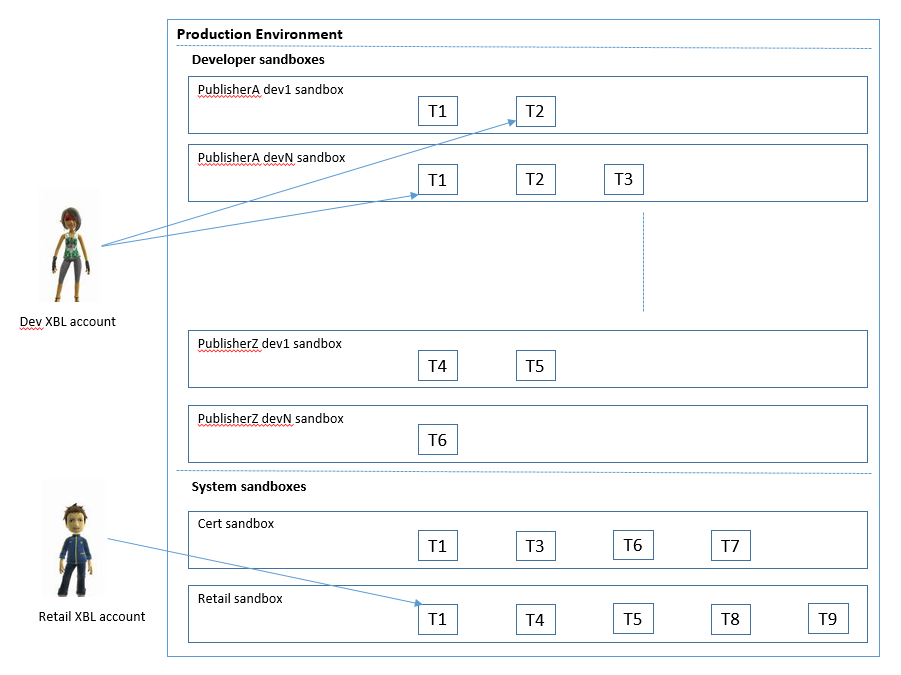 Production Environment
Developer sandboxes
PublisherA dev1 sandbox
T1 T2
PublisherA devN sandbox
T1 T2 T3
Dev XBL account
PublisherZ dev1 sandbox
T4 T5
PublisherZ devN sandbox
T6
System sandboxes
Cert sandbox
T1 T3 T6 T7
Retail sandbox
T1 T4 T5 T8 T9
Retail XBL account